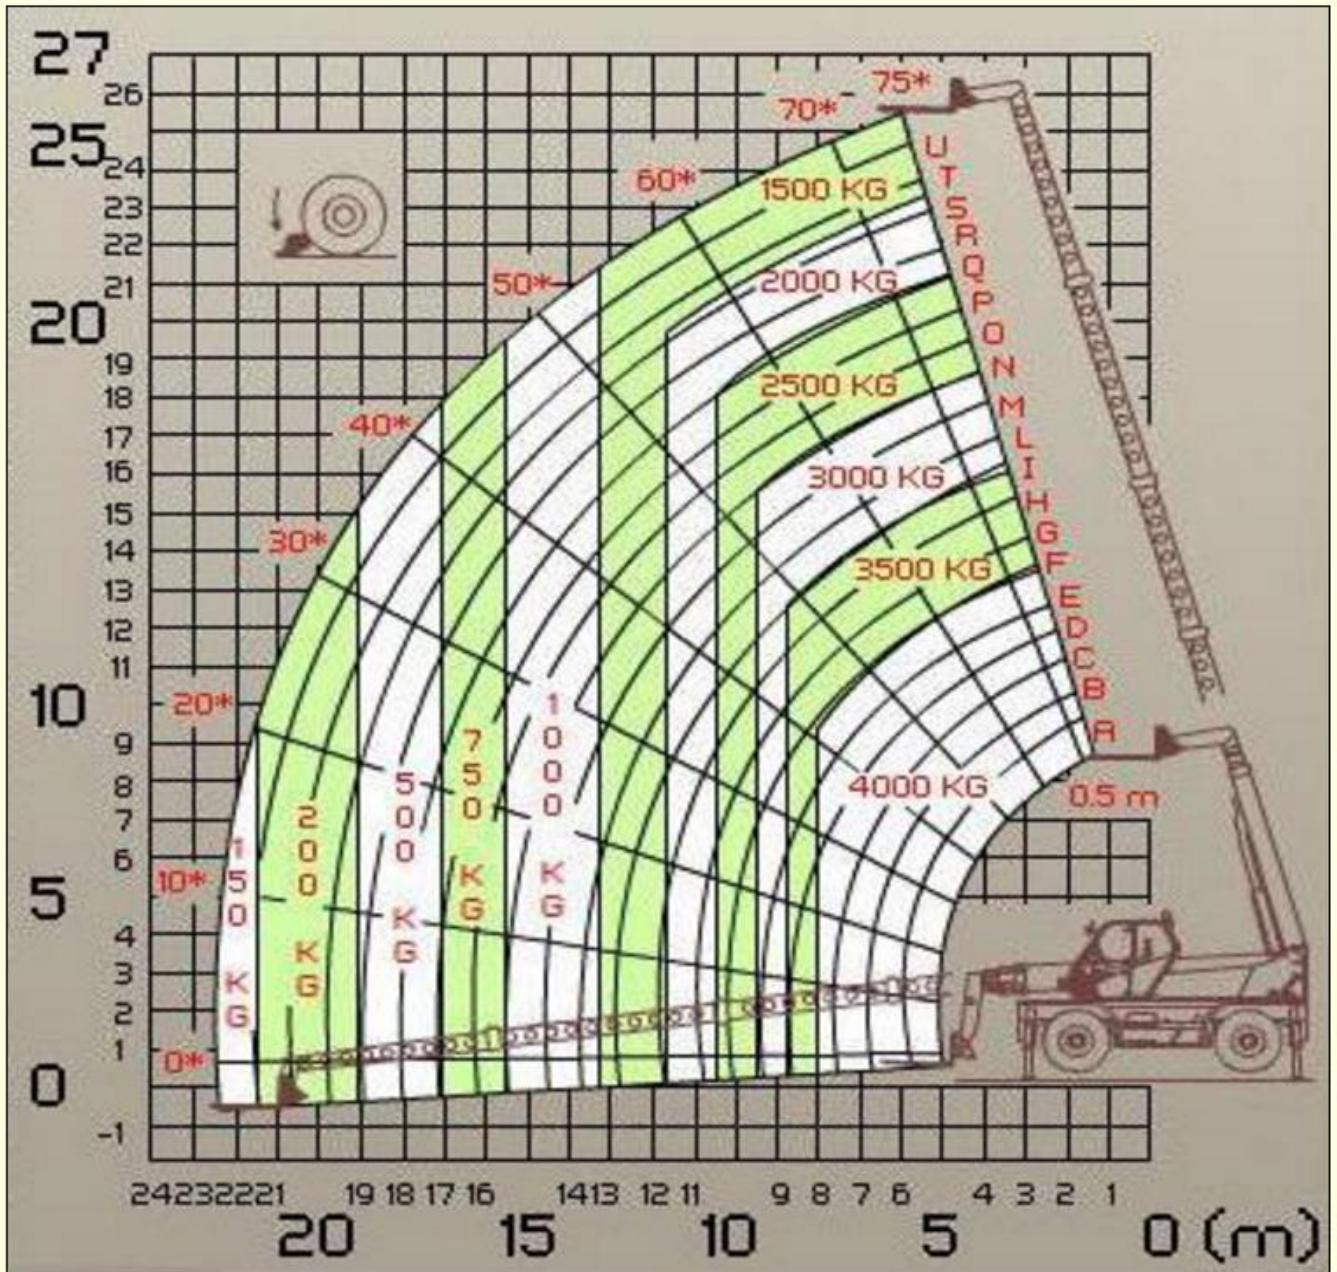 27
75*
26
70*
25
24
U
T
60*
1500 KG
23
S
22
R
50*
2000 KG
21
Q
20
P
O
19
N
18
2500 KG
40*
M
17
L
16
3000 KG
I
15
H
30*
14
G
3500 KG
F
13
E
12
D
11
C
10
20*
B
9
A
8
4000 KG
0.5 m
7
6
10*
5
150 KG
200 KG
500 KG
750 KG
1000 KG
4
3
2
1
0*
0
-1
24 23 22 21 19 18 17 16 14 13 12 11 9 8 7 6 4 3 2 1
20 15 10 5 0 (m)